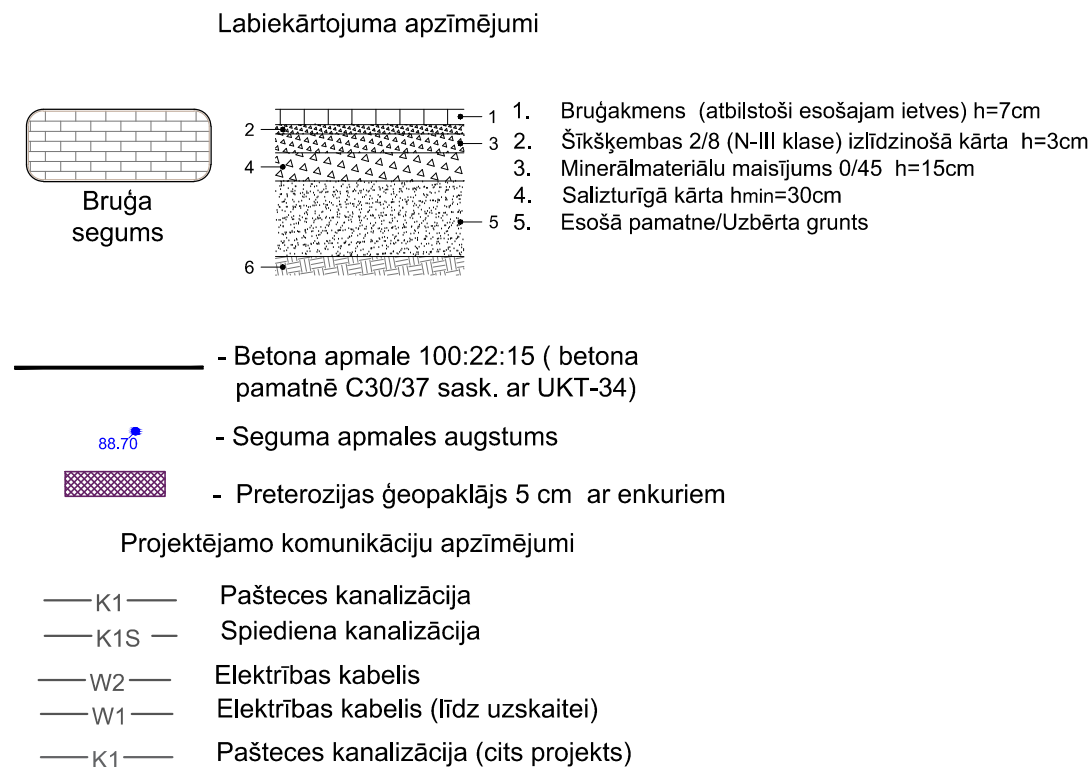 Labiekārtojuma apzīmējumi
Bruģa
segums
1
2
3
4
5
6
1. Bruģakmens (atbilstoši esošajam ietves) h=7cm
2. Šīkšķembas 2/8 (N-III klase) izlīdzinošā kārta h=3cm
3. Minerālmateriālu maisījums 0/45 h=15cm
4. Salizturīgā kārta hmin=30cm
5. Esošā pamatne/Uzbērta grunts
- Betona apmale 100:22:15 ( betona
pamatnē C30/37 sask. ar UKT-34)
88.70
- Seguma apmales augstums
- Preterozijas ģeopaklājs 5 cm ar enkuriem
Projektējamo komunikāciju apzīmējumi
K1 Pašteces kanalizācija
K1S Spiediena kanalizācija
W2 Elektrības kabelis
W1 Elektrības kabelis (līdz uzskaitei)
K1 Pašteces kanalizācija (cits projekts)